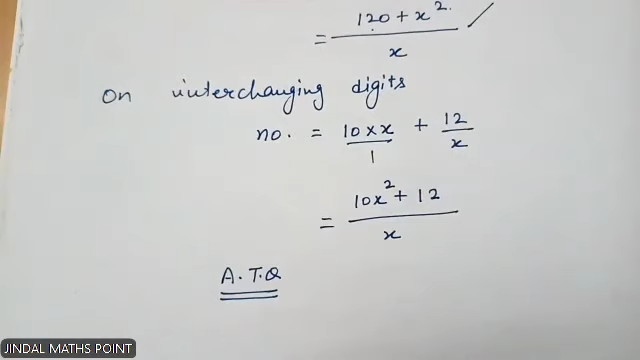 = (120 + x²)/x
On interchanging digits
no. = (10 × x)/1 + 12/x
= (10x² + 12)/x
A.T.Q
JINDAL MATHS POINT